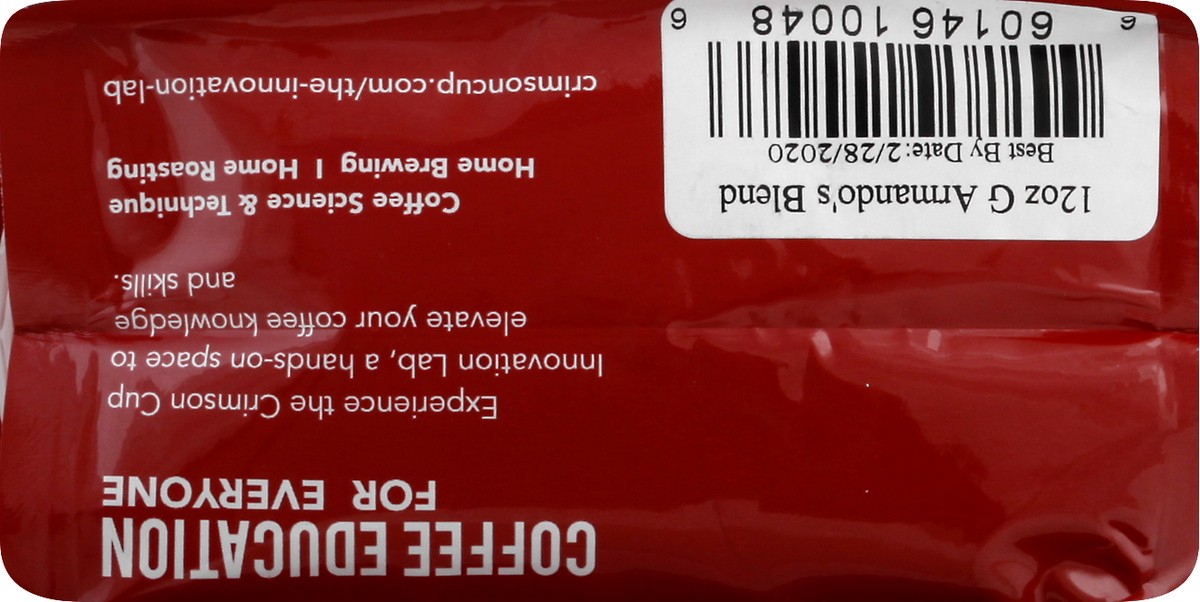 COFFEE EDUCATION
FOR EVERYONE
Experience the Crimson Cup
Innovation Lab, a hands-on space to
elevate your coffee knowledge
and skills.
Coffee Science & Technique
Home Brewing | Home Roasting
crimsoncup.com/the-innovation-lab
12oz G Armando's Blend
Best By Date: 2/28/2020
6 60146 10048 6